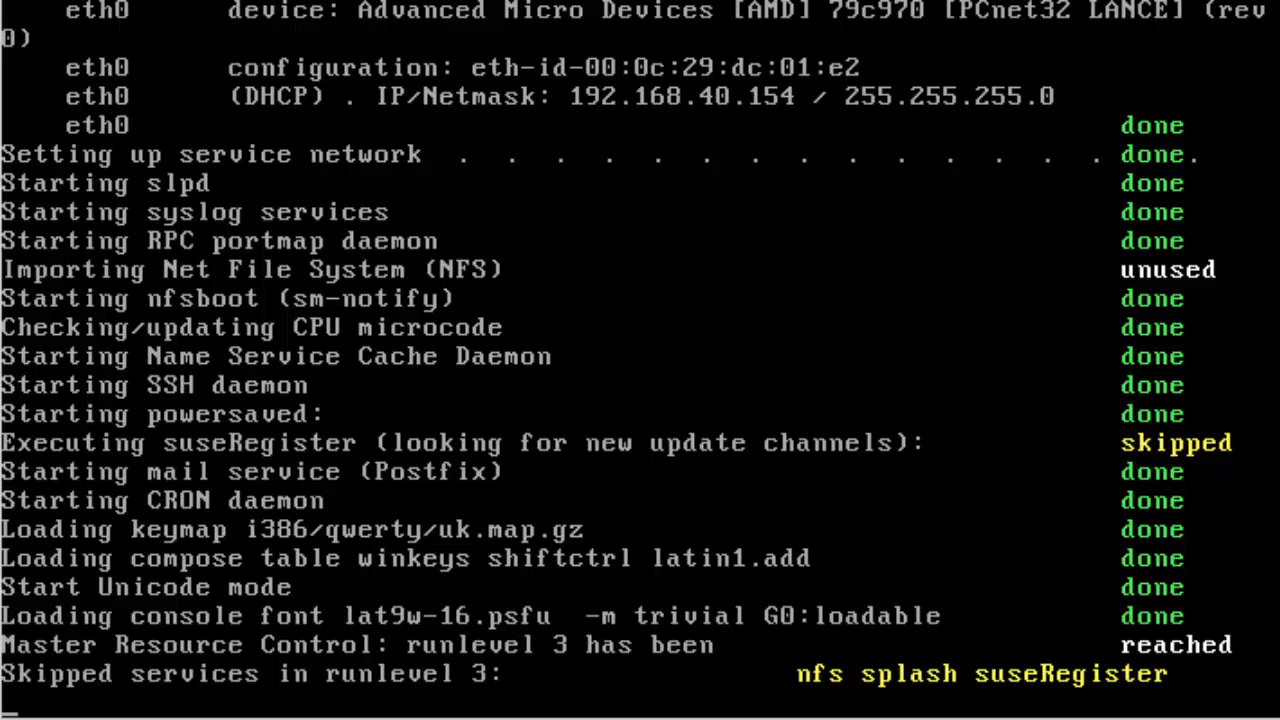 eth0 device: Advanced Micro Devices [AMD] 79c970 [PCnet32 LANCE] (rev
0)
eth0 configuration: eth-id-00:0c:29:dc:01:e2
eth0 (DHCP) . IP/Netmask: 192.168.40.154 / 255.255.255.0
eth0 done
Setting up service network . . . . . . . . . . . . . . done.
Starting slpd done
Starting syslog services done
Starting RPC portmap daemon done
Importing Net File System (NFS) unused
Starting nfsboot (sm-notify) done
Checking/updating CPU microcode done
Starting Name Service Cache Daemon done
Starting SSH daemon done
Starting powersaved: done
Executing suseRegister (looking for new update channels): skipped
Starting mail service (Postfix) done
Starting CRON daemon done
Loading keymap i386/qwerty/uk.map.gz done
Loading compose table winkeys shiftctrl latin1.add done
Start Unicode mode done
Loading console font lat9w-16.psfu -m trivial G0:loadable done
Master Resource Control: runlevel 3 has been reached
Skipped services in runlevel 3: nfs splash suseRegister